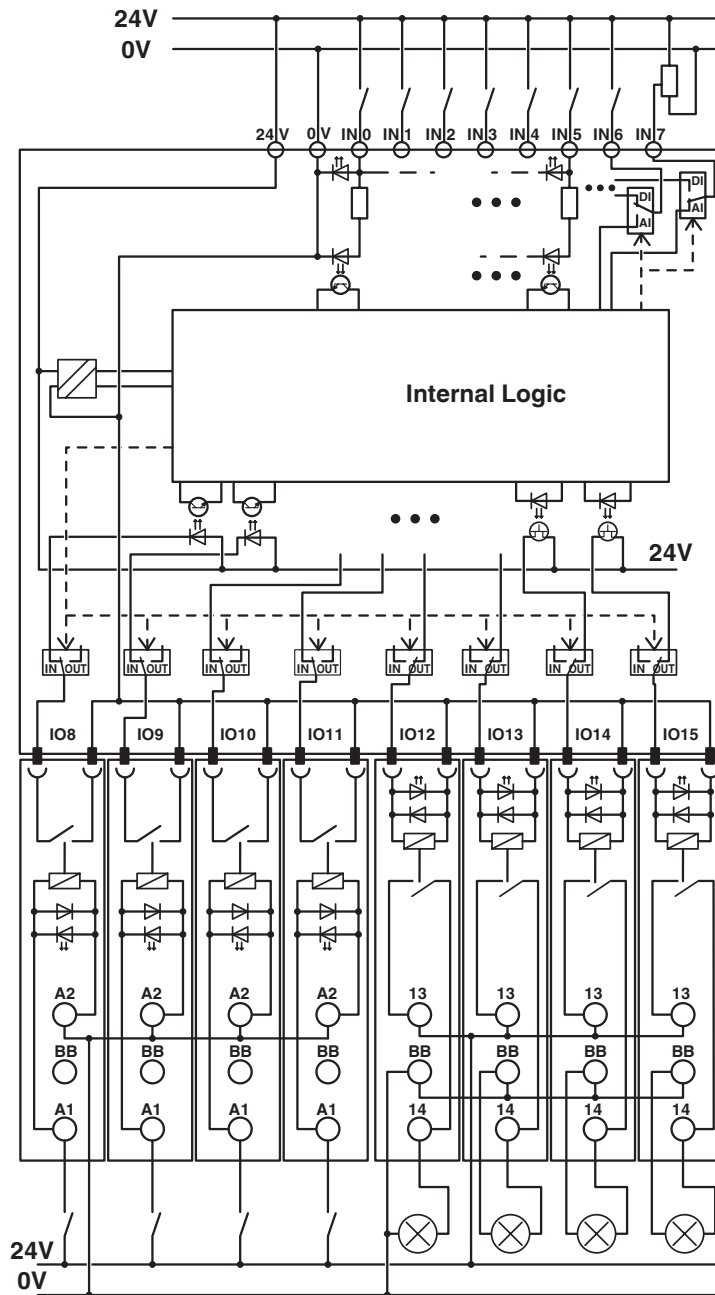 24V
0V
24 V 0 V IN 0 IN 1 IN 2 IN 3 IN 4 IN 5 IN 6 IN 7
DI
AI
DI
AI
Internal Logic
24V
IN OUT IN OUT IN OUT IN OUT IN OUT IN OUT IN OUT IN OUT
IO8 IO9 IO10 IO11 IO12 IO13 IO14 IO15
A2 A2 A2 A2 13 13 13 13
BB BB BB BB BB BB BB BB
A1 A1 A1 A1 14 14 14 14
24V
0V